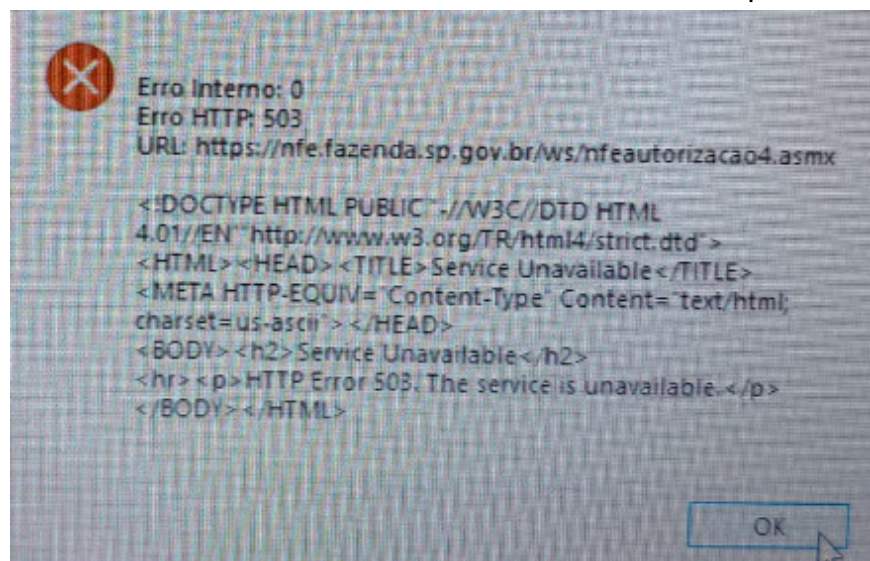 Erro Interno: 0
Erro HTTP: 503
URL: https://nfe.fazenda.sp.gov.br/ws/nfeautorizacao4.asmx
<!DOCTYPE HTML PUBLIC "-//W3C//DTD HTML
4.01//EN""http://www.w3.org/TR/html4/strict.dtd">
<HTML><HEAD><TITLE>Service Unavailable</TITLE>
<META HTTP-EQUIV="Content-Type" Content="text/html;
charset=us-ascii"></HEAD>
<BODY><h2>Service Unavailable</h2>
<hr><p>HTTP Error 503. The service is unavailable.</p>
</BODY></HTML>
OK